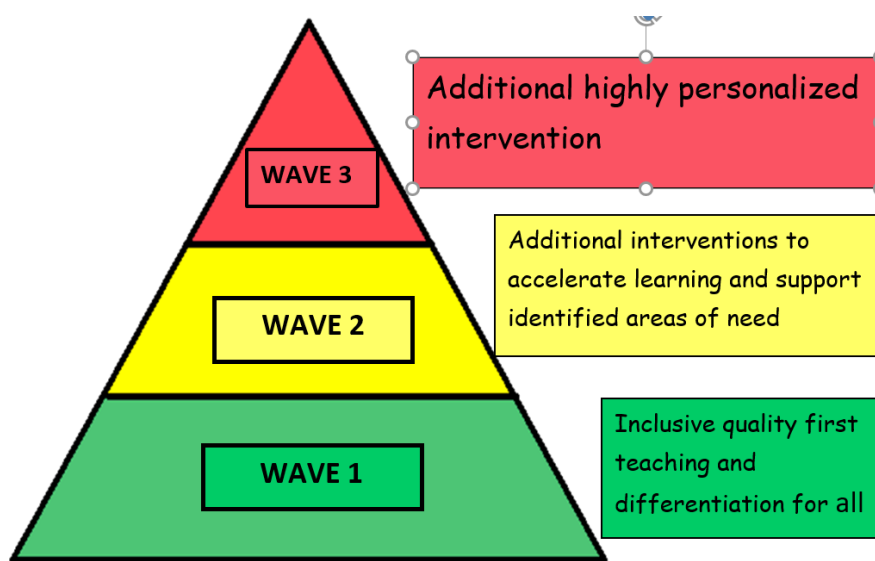 Additional highly personalized
intervention
WAVE 3
Additional interventions to
accelerate learning and support
identified areas of need
WAVE 2
Inclusive quality first
teaching and
differentiation for all
WAVE 1